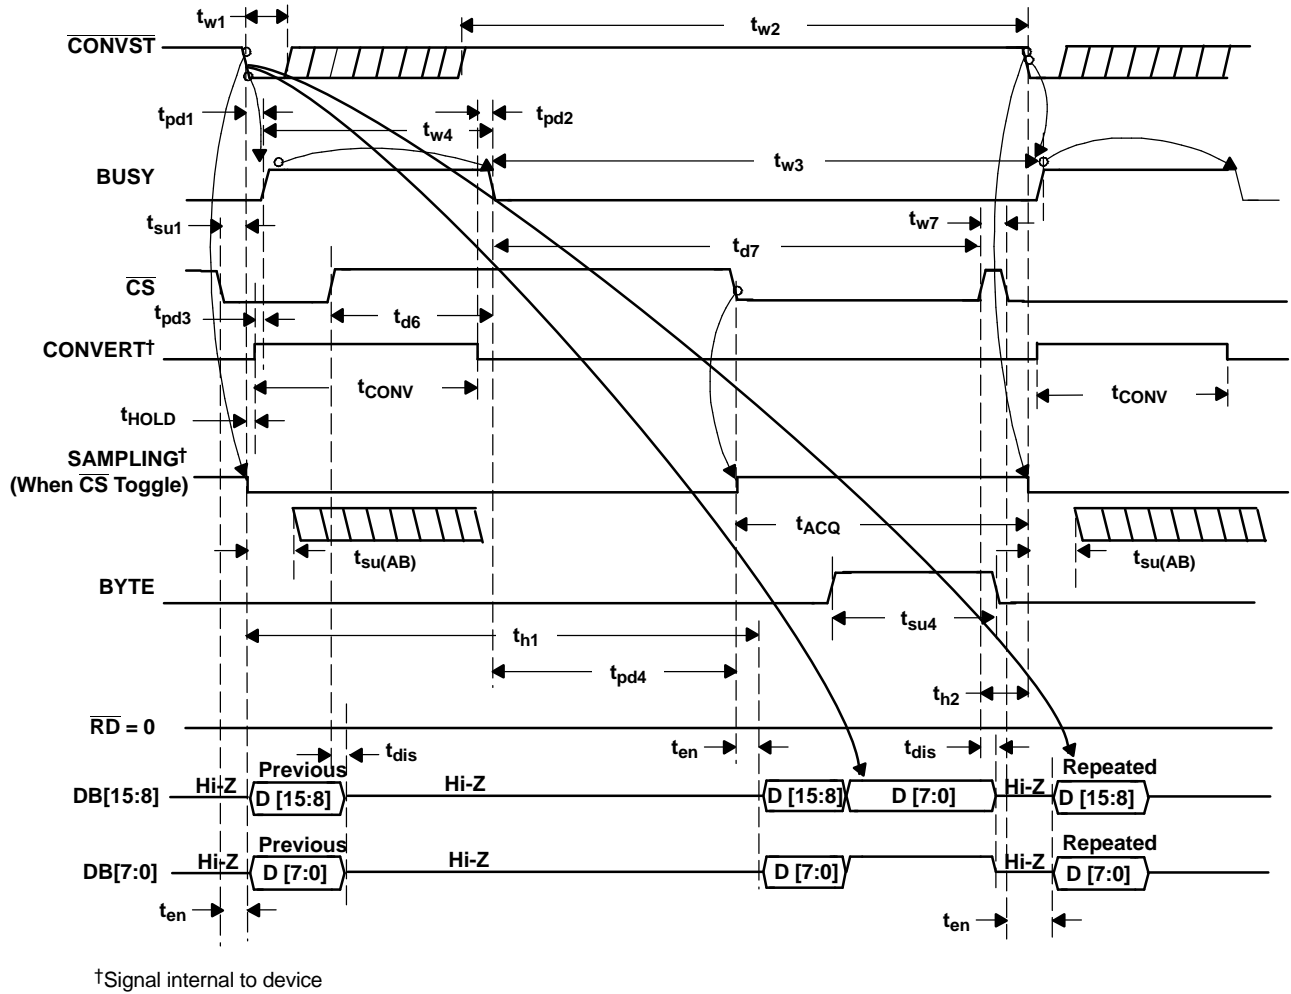 tw1
tw2
CONVST
tpd1
tw4
tpd2
tw3
BUSY
tsu1
tw7
td7
CS
tpd3
td6
CONVERT†
tCONV
tCONV
tHOLD
SAMPLING†
(When CS Toggle)
tACQ
tsu(AB)
tsu(AB)
BYTE
tsu4
th1
tpd4
th2
RD = 0
tdis
ten
tdis
Previous
Repeated
DB[15:8]
Hi-Z
D [15:8]
Hi-Z
D [15:8]
D [7:0]
Hi-Z
D [15:8]
Previous
Repeated
DB[7:0]
Hi-Z
D [7:0]
Hi-Z
D [7:0]
Hi-Z
D [7:0]
ten
ten
†Signal internal to device